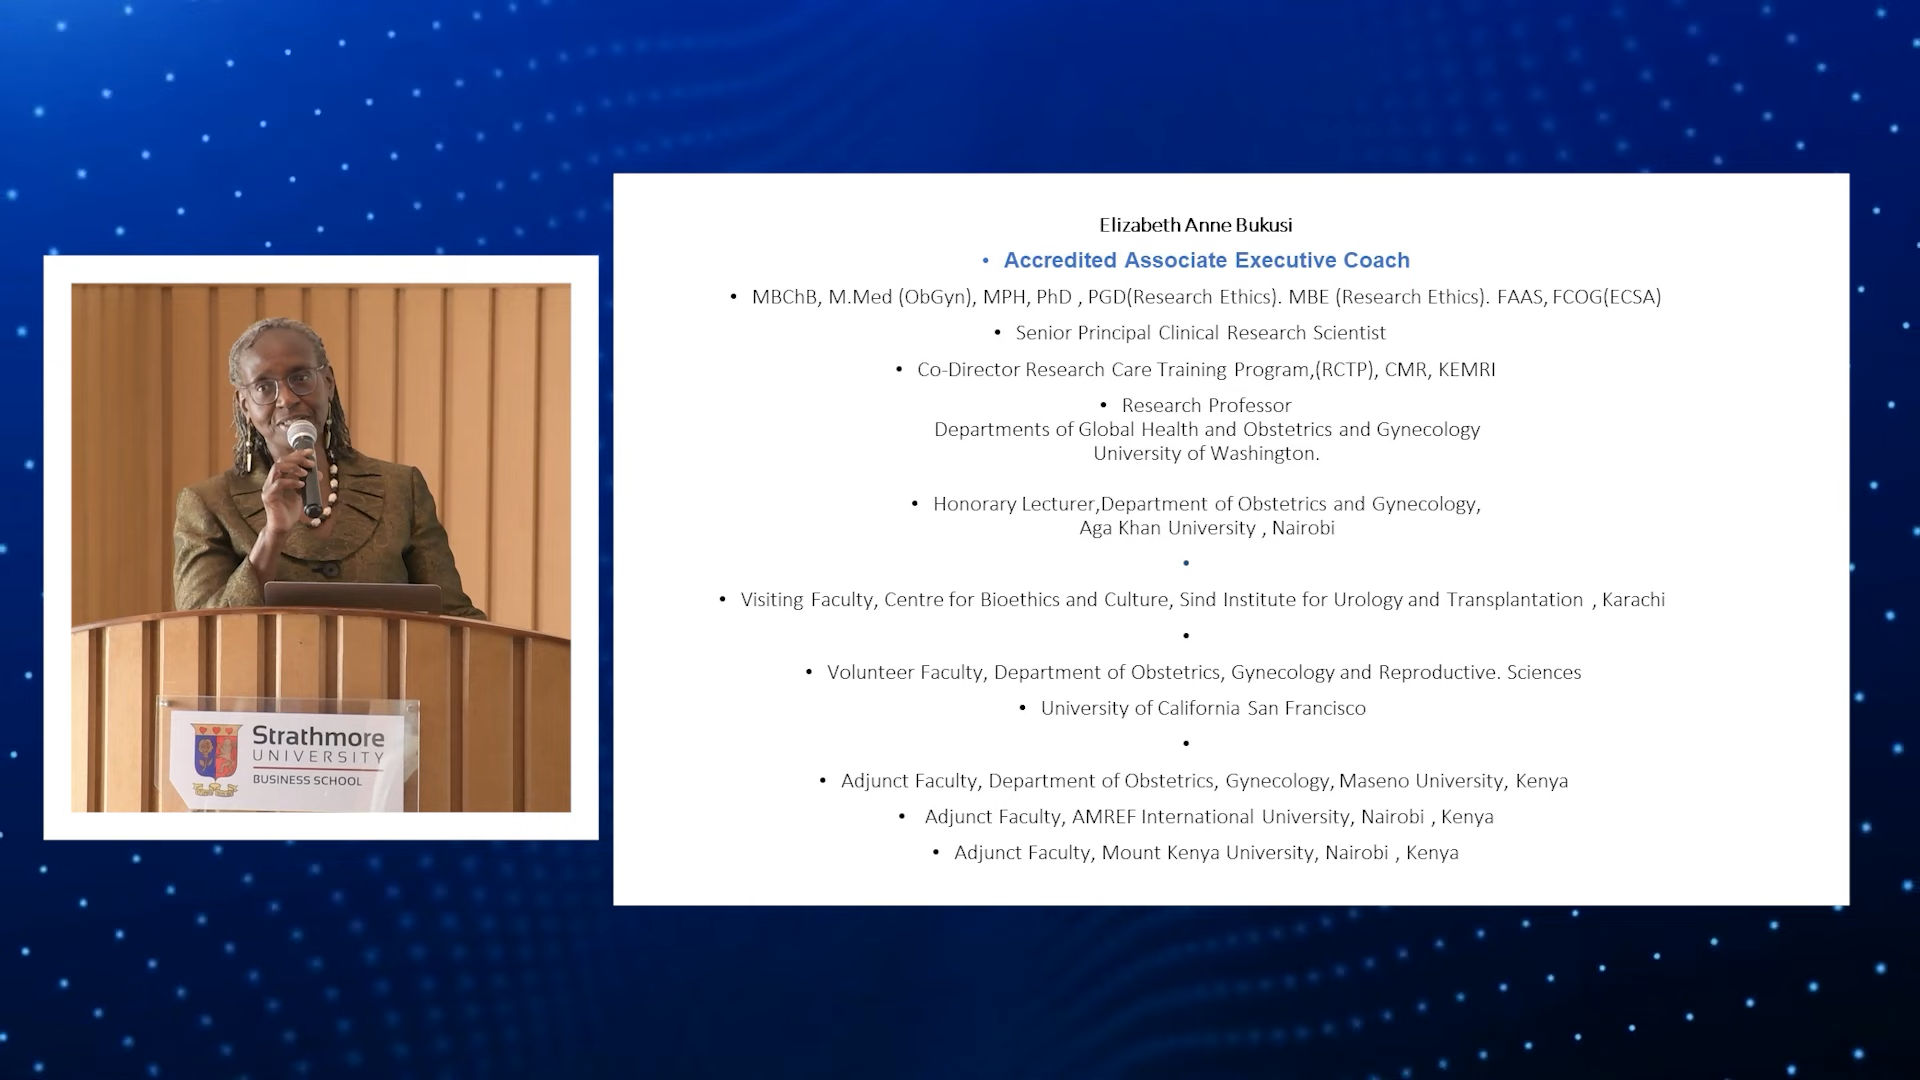 Elizabeth Anne Bukusi
• Accredited Associate Executive Coach
• MBChB, M.Med (ObGyn), MPH, PhD , PGD(Research Ethics). MBE (Research Ethics). FAAS, FCOG(ECSA)
• Senior Principal Clinical Research Scientist
• Co-Director Research Care Training Program,(RCTP), CMR, KEMRI
• Research Professor
Departments of Global Health and Obstetrics and Gynecology
University of Washington.
• Honorary Lecturer,Department of Obstetrics and Gynecology,
Aga Khan University , Nairobi
•
• Visiting Faculty, Centre for Bioethics and Culture, Sind Institute for Urology and Transplantation , Karachi
•
• Volunteer Faculty, Department of Obstetrics, Gynecology and Reproductive. Sciences
• University of California San Francisco
•
• Adjunct Faculty, Department of Obstetrics, Gynecology, Maseno University, Kenya
• Adjunct Faculty, AMREF International University, Nairobi , Kenya
• Adjunct Faculty, Mount Kenya University, Nairobi , Kenya
Strathmore
UNIVERSITY
BUSINESS SCHOOL